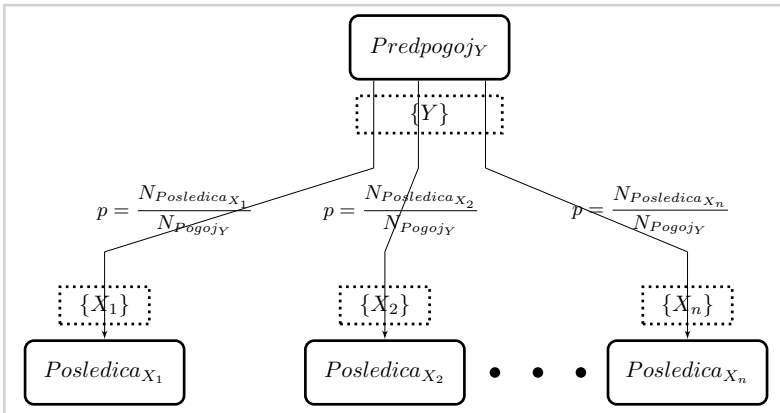 Predpogoj_Y
{Y}
p = N_{Posledica_{X_1}} / N_{Pogoj_Y} p = N_{Posledica_{X_2}} / N_{Pogoj_Y} p = N_{Posledica_{X_n}} / N_{Pogoj_Y}
{X_1} {X_2} {X_n}
Posledica_{X_1} Posledica_{X_2} • • • Posledica_{X_n}